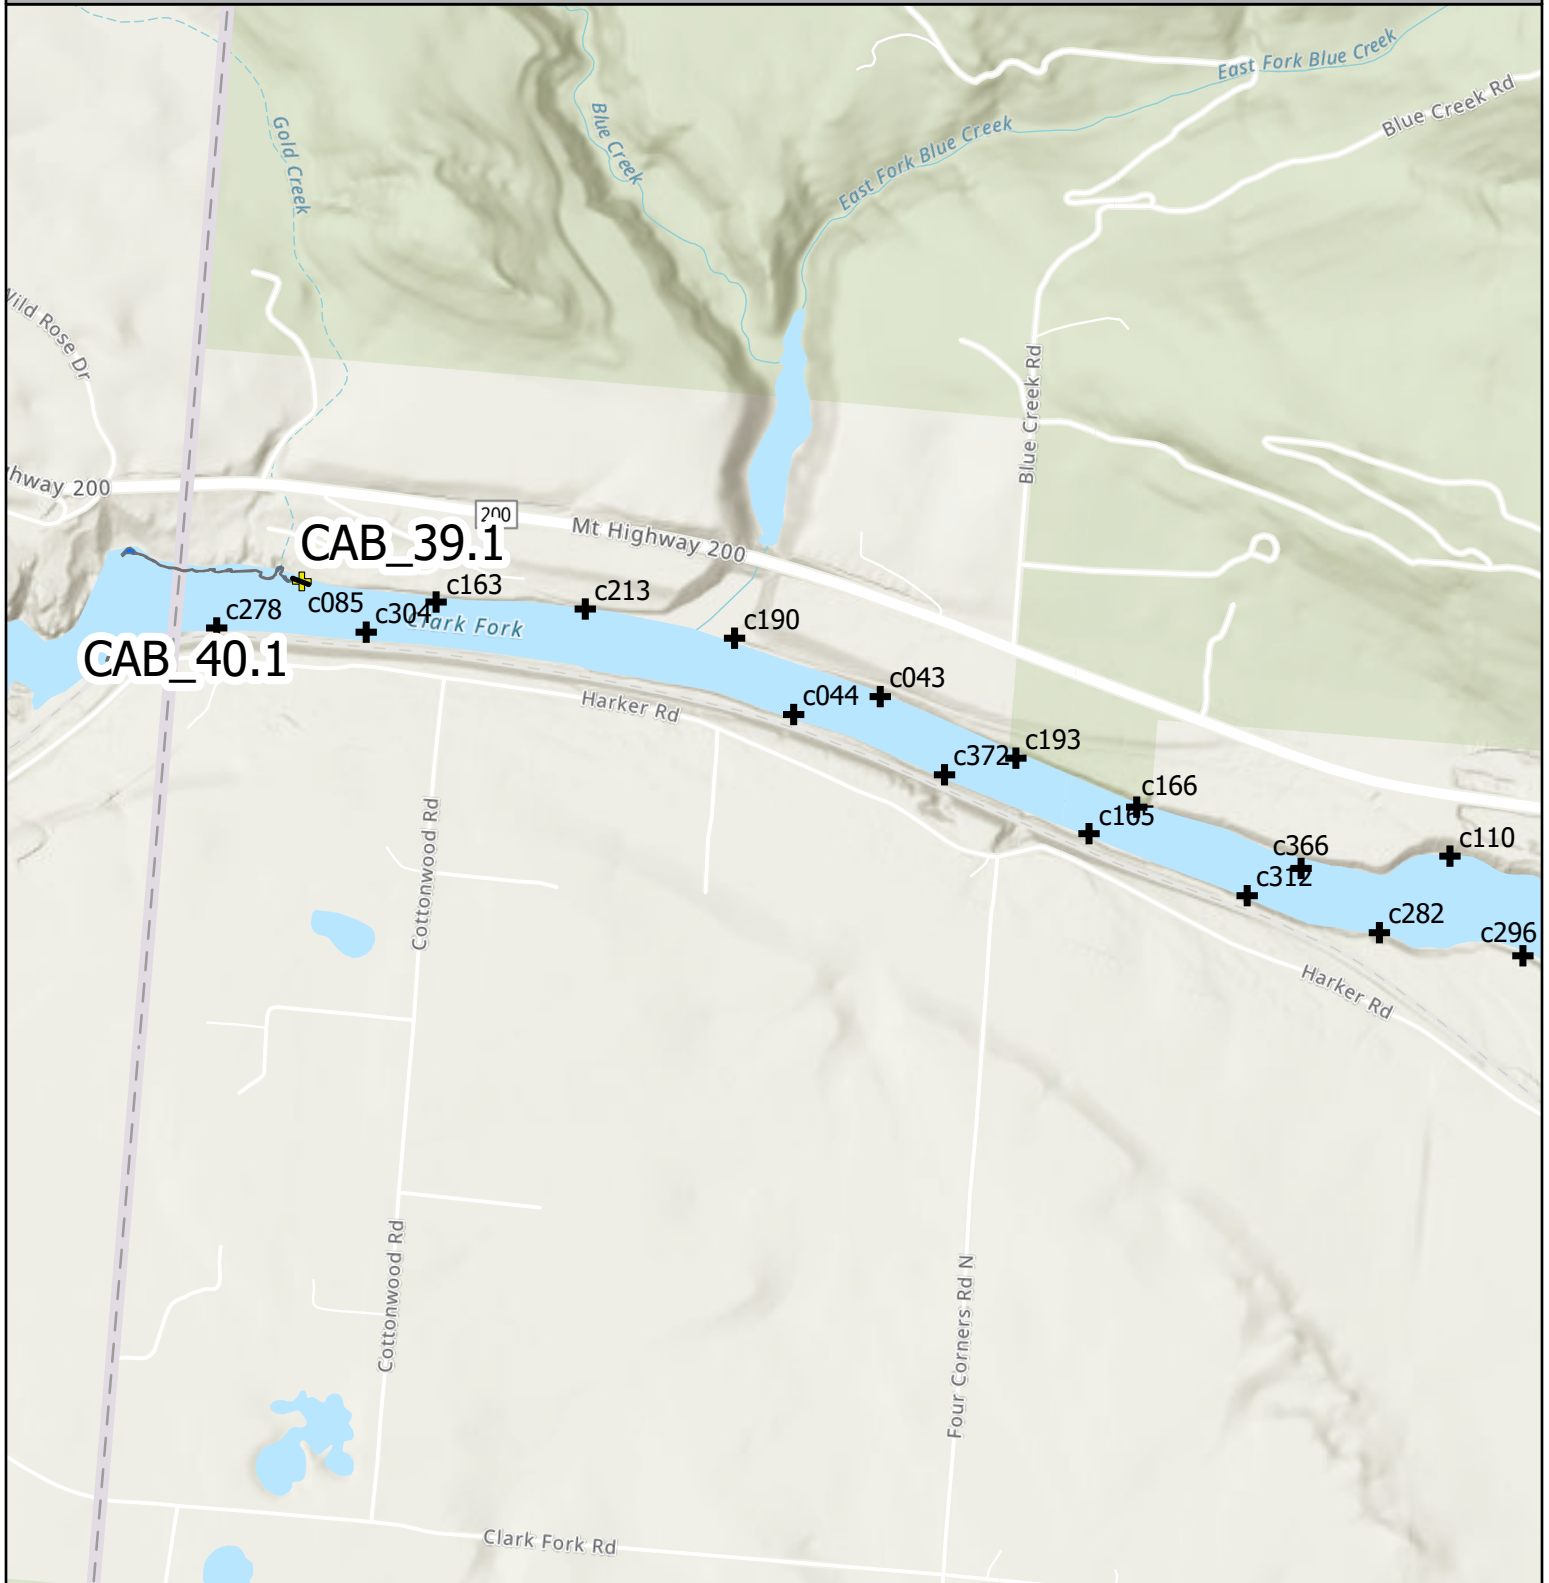 East Fork Blue Creek
Blue Creek Rd
Gold Creek
Blue Creek
East Fork Blue Creek
Wild Rose Dr
Blue Creek Rd
hway 200
200
Mt Highway 200
CAB_39.1
c163
c085
c213
c278
c304
Clark Fork
c190
CAB_40.1
c043
c044
Harker Rd
c193
c372
c166
c165
Cottonwood Rd
c366
c110
c312
c282
c296
Harker Rd
Cottonwood Rd
Four Corners Rd N
Clark Fork Rd